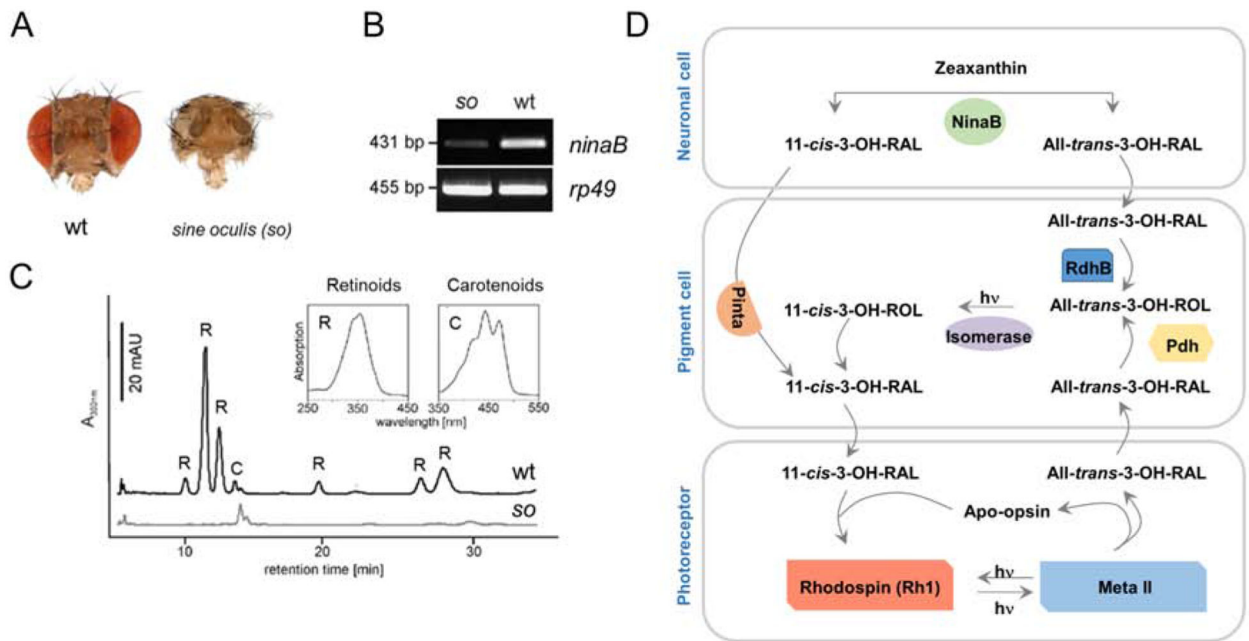 A
wt
sine oculis (so)
B
so wt
431 bp ninaB
455 bp rp49
C
Retinoids Carotenoids
R
C
Absorption
250 350 450 350 450 550
wavelength [nm]
20 mAU
A300nm
R
R
R
C
R
R
R
wt
so
10 20 30
retention time [min]
D
Neuronal cell
Zeaxanthin
NinaB
11-cis-3-OH-RAL All-trans-3-OH-RAL
Pigment cell
All-trans-3-OH-RAL
RdhB
Pinta
11-cis-3-OH-ROL hν All-trans-3-OH-ROL
Isomerase
Pdh
11-cis-3-OH-RAL All-trans-3-OH-RAL
Photoreceptor
11-cis-3-OH-RAL All-trans-3-OH-RAL
Apo-opsin
Rhodospin (Rh1) hν Meta II
hν